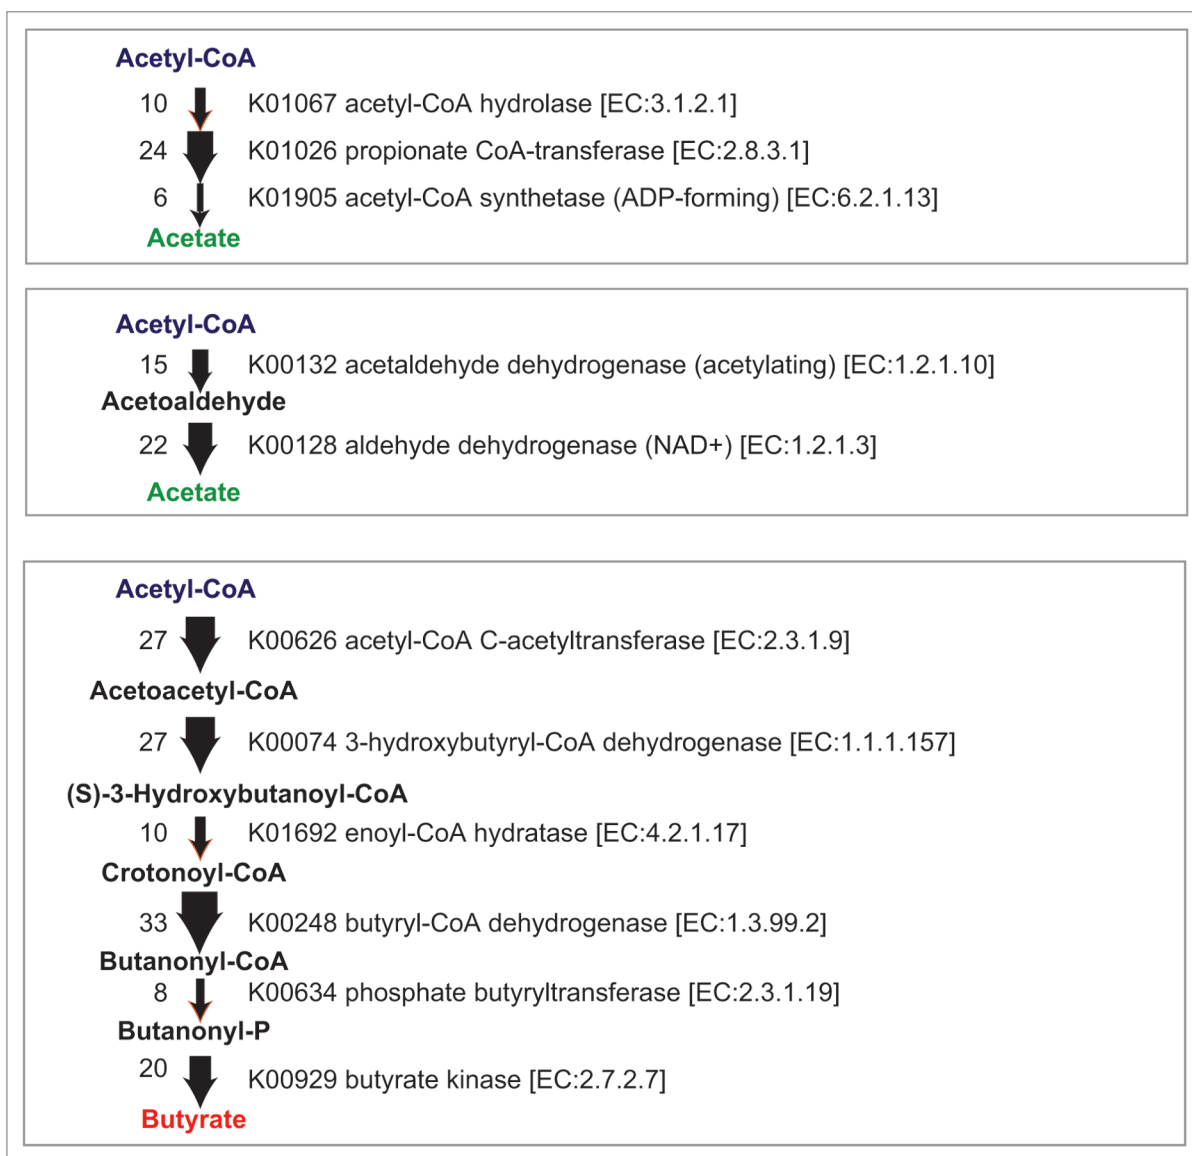 Acetyl-CoA
10 K01067 acetyl-CoA hydrolase [EC:3.1.2.1]
24 K01026 propionate CoA-transferase [EC:2.8.3.1]
6 K01905 acetyl-CoA synthetase (ADP-forming) [EC:6.2.1.13]
Acetate
Acetyl-CoA
15 K00132 acetaldehyde dehydrogenase (acetylating) [EC:1.2.1.10]
Acetoaldehyde
22 K00128 aldehyde dehydrogenase (NAD+) [EC:1.2.1.3]
Acetate
Acetyl-CoA
27 K00626 acetyl-CoA C-acetyltransferase [EC:2.3.1.9]
Acetoacetyl-CoA
27 K00074 3-hydroxybutyryl-CoA dehydrogenase [EC:1.1.1.157]
(S)-3-Hydroxybutanoyl-CoA
10 K01692 enoyl-CoA hydratase [EC:4.2.1.17]
Crotonoyl-CoA
33 K00248 butyryl-CoA dehydrogenase [EC:1.3.99.2]
Butanonyl-CoA
8 K00634 phosphate butyryltransferase [EC:2.3.1.19]
Butanonyl-P
20 K00929 butyrate kinase [EC:2.7.2.7]
Butyrate